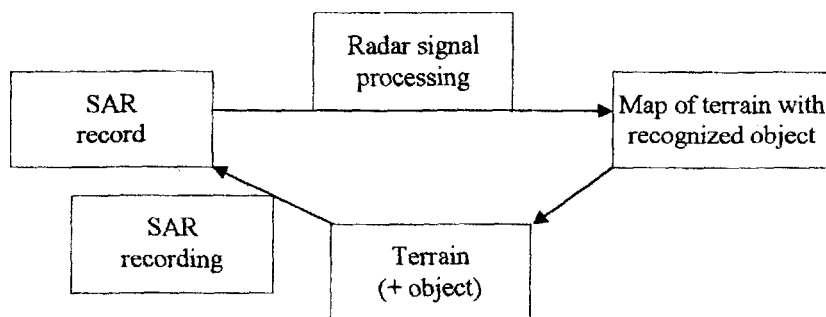 Radar signal
processing
SAR
record
Map of terrain with
recognized object
SAR
recording
Terrain
(+ object)